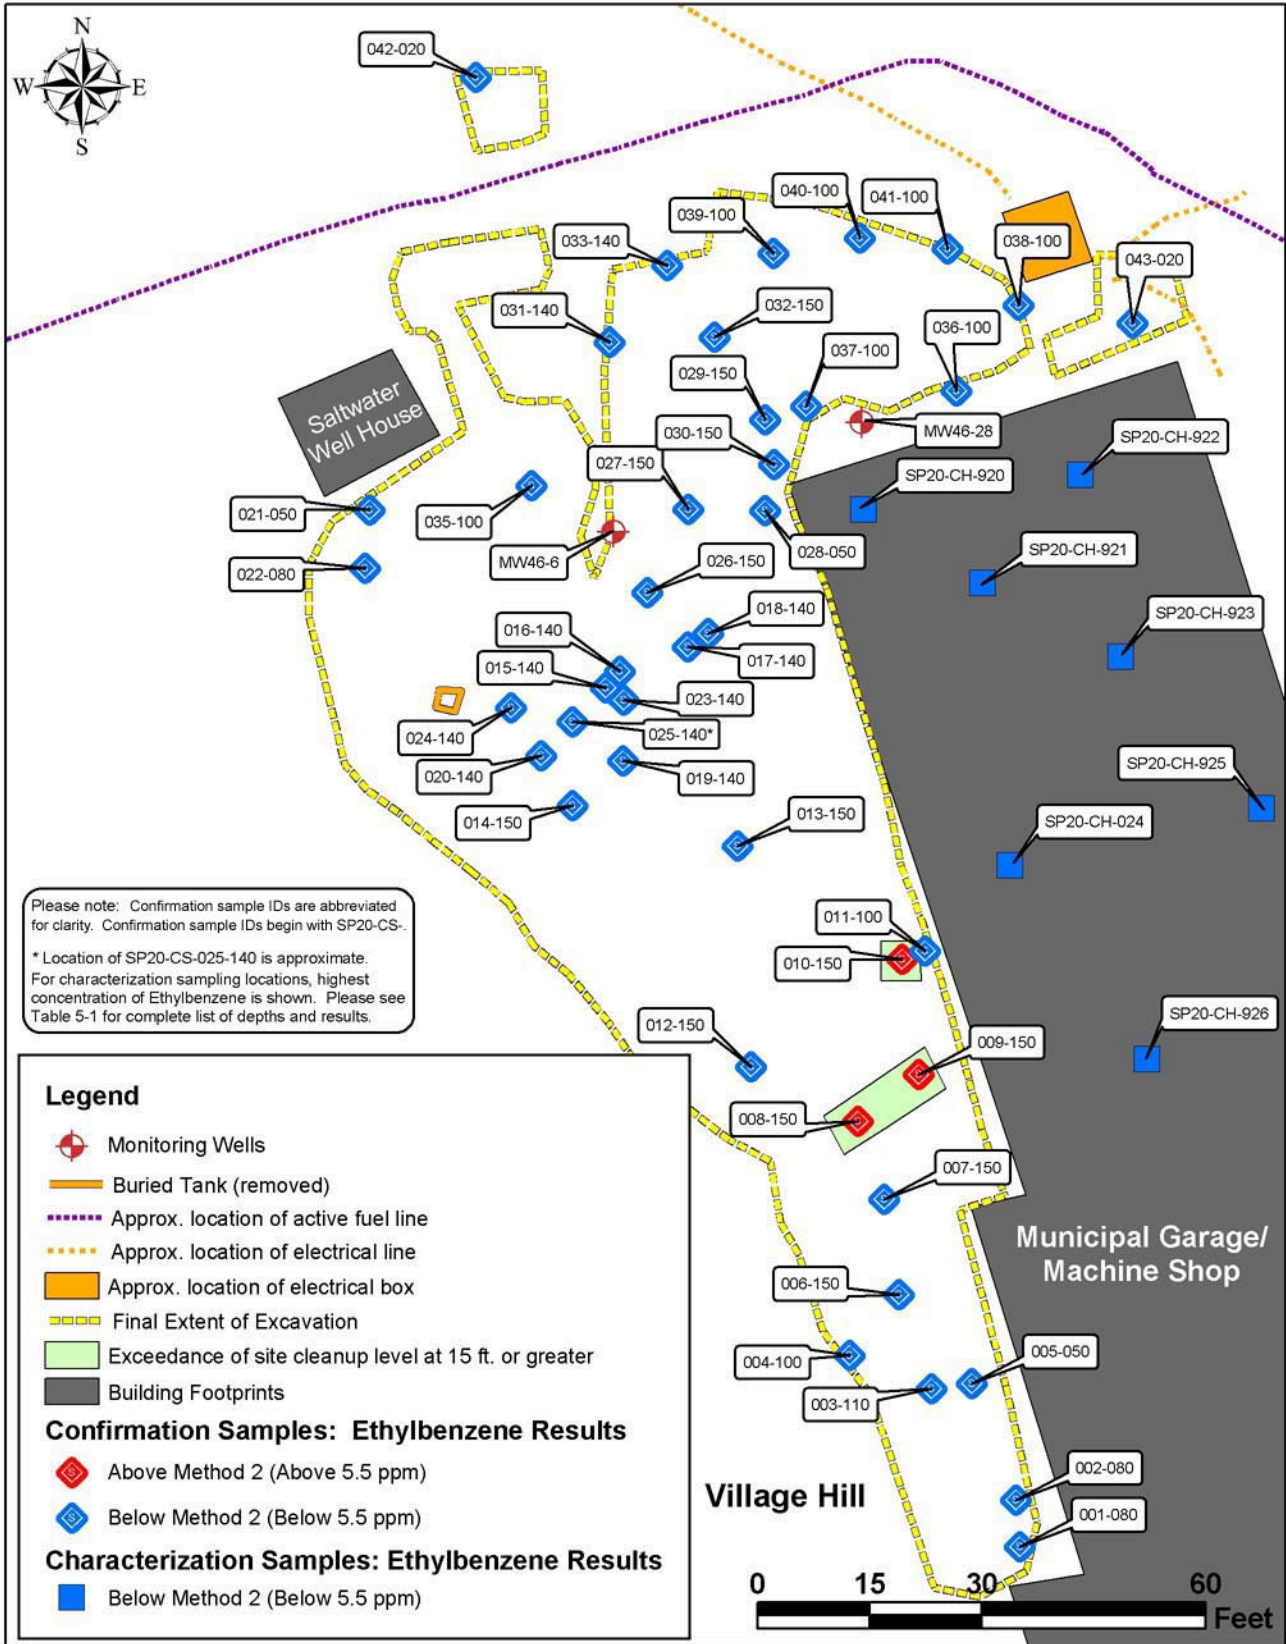 N
W
E
S
042-020
040-100
041-100
039-100
033-140
038-100
043-020
031-140
032-150
036-100
037-100
029-150
Saltwater
Well House
030-150
MW46-28
SP20-CH-922
027-150
SP20-CH-920
021-050
035-100
028-050
SP20-CH-921
MW46-6
022-080
026-150
018-140
SP20-CH-923
016-140
017-140
015-140
023-140
024-140
025-140*
020-140
019-140
SP20-CH-925
014-150
013-150
SP20-CH-024
011-100
010-150
Please note: Confirmation sample IDs are abbreviated
for clarity. Confirmation sample IDs begin with SP20-CS-.
* Location of SP20-CS-025-140 is approximate.
For characterization sampling locations, highest
concentration of Ethylbenzene is shown. Please see
Table 5-1 for complete list of depths and results.
012-150
SP20-CH-926
009-150
008-150
007-150
Municipal Garage/
Machine Shop
006-150
004-100
005-050
003-110
002-080
001-080
Village Hill
Legend
Monitoring Wells
Buried Tank (removed)
Approx. location of active fuel line
Approx. location of electrical line
Approx. location of electrical box
Final Extent of Excavation
Exceedance of site cleanup level at 15 ft. or greater
Building Footprints
Confirmation Samples: Ethylbenzene Results
Above Method 2 (Above 5.5 ppm)
Below Method 2 (Below 5.5 ppm)
Characterization Samples: Ethylbenzene Results
Below Method 2 (Below 5.5 ppm)
0 15 30 60
Feet